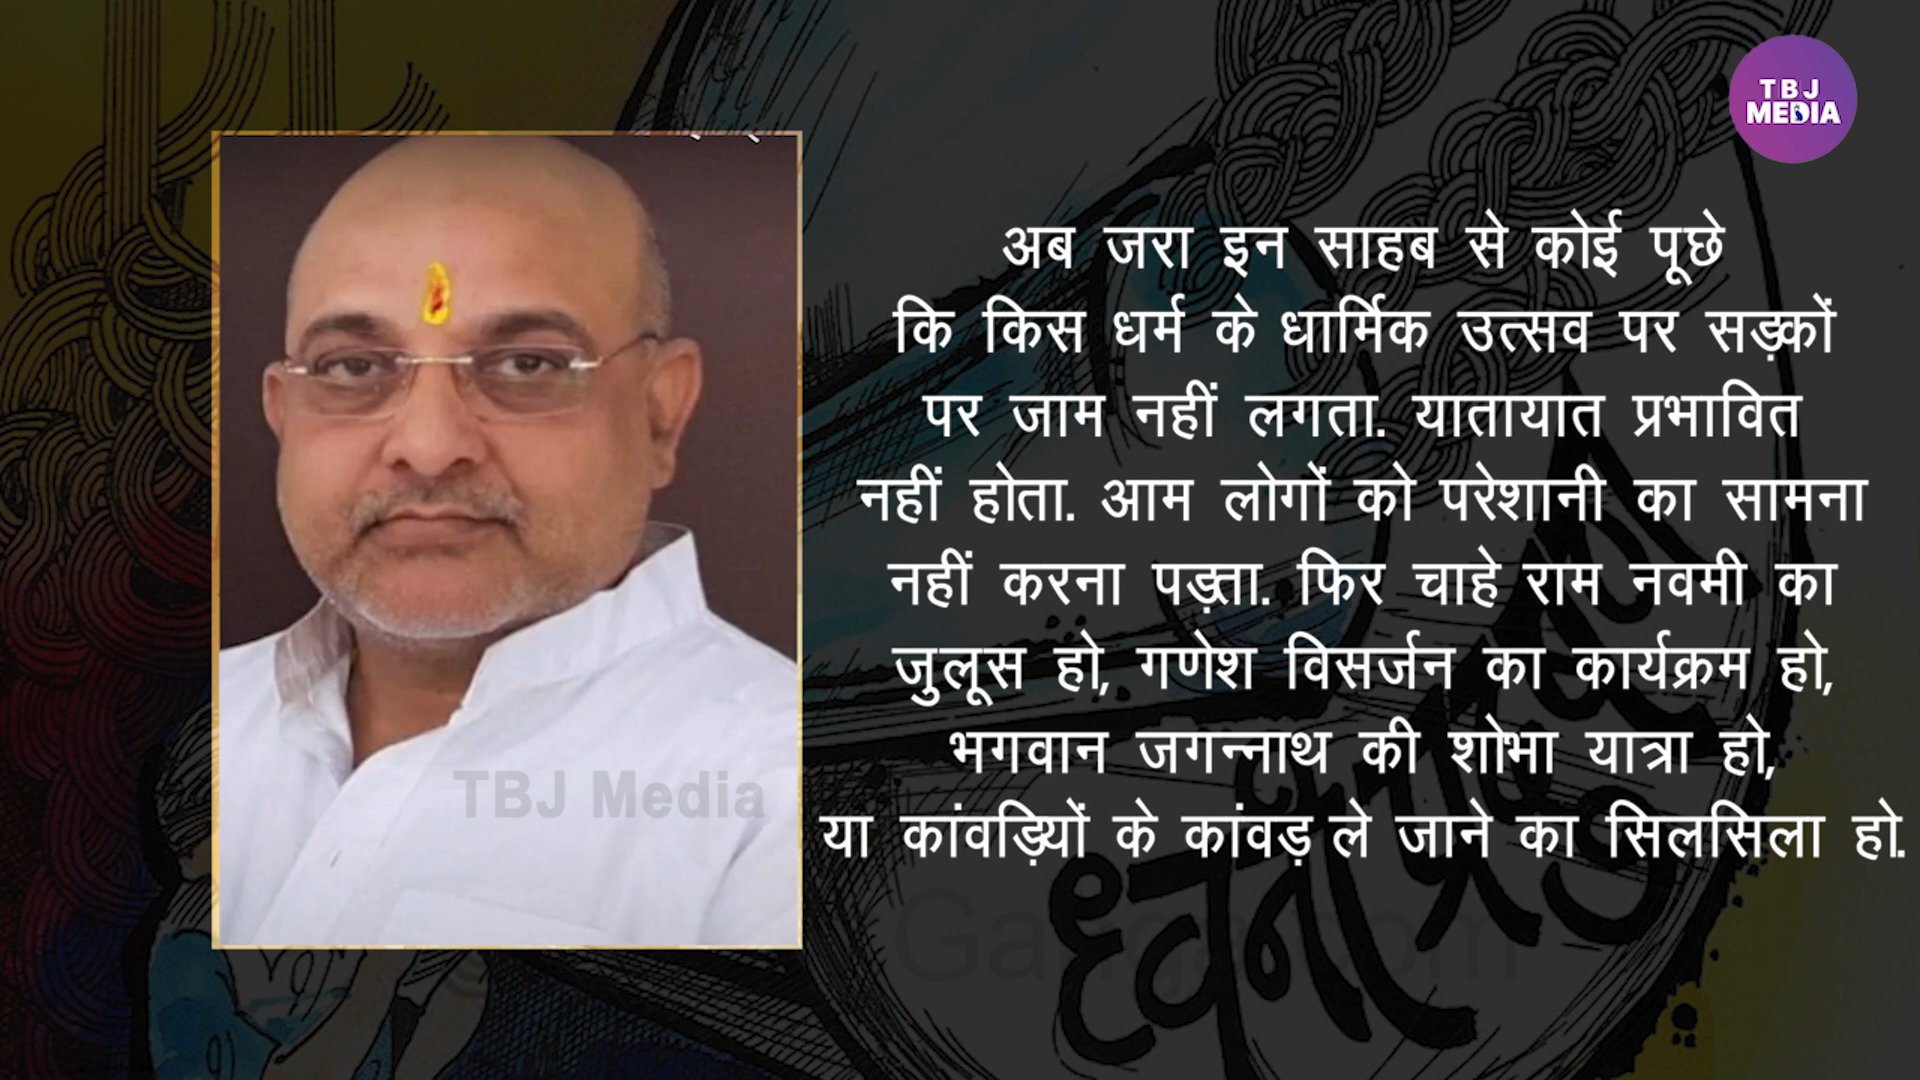 TBJ
MEDIA
अब जरा इन साहब से कोई पूछे
कि किस धर्म के धार्मिक उत्सव पर सड़कों
पर जाम नहीं लगता. यातायात प्रभावित
नहीं होता. आम लोगों को परेशानी का सामना
नहीं करना पड़ता. फिर चाहे राम नवमी का
जुलूस हो, गणेश विसर्जन का कार्यक्रम हो,
भगवान जगन्नाथ की शोभा यात्रा हो,
या कांवड़ियों के कांवड़ ले जाने का सिलसिला हो.
TBJ Media